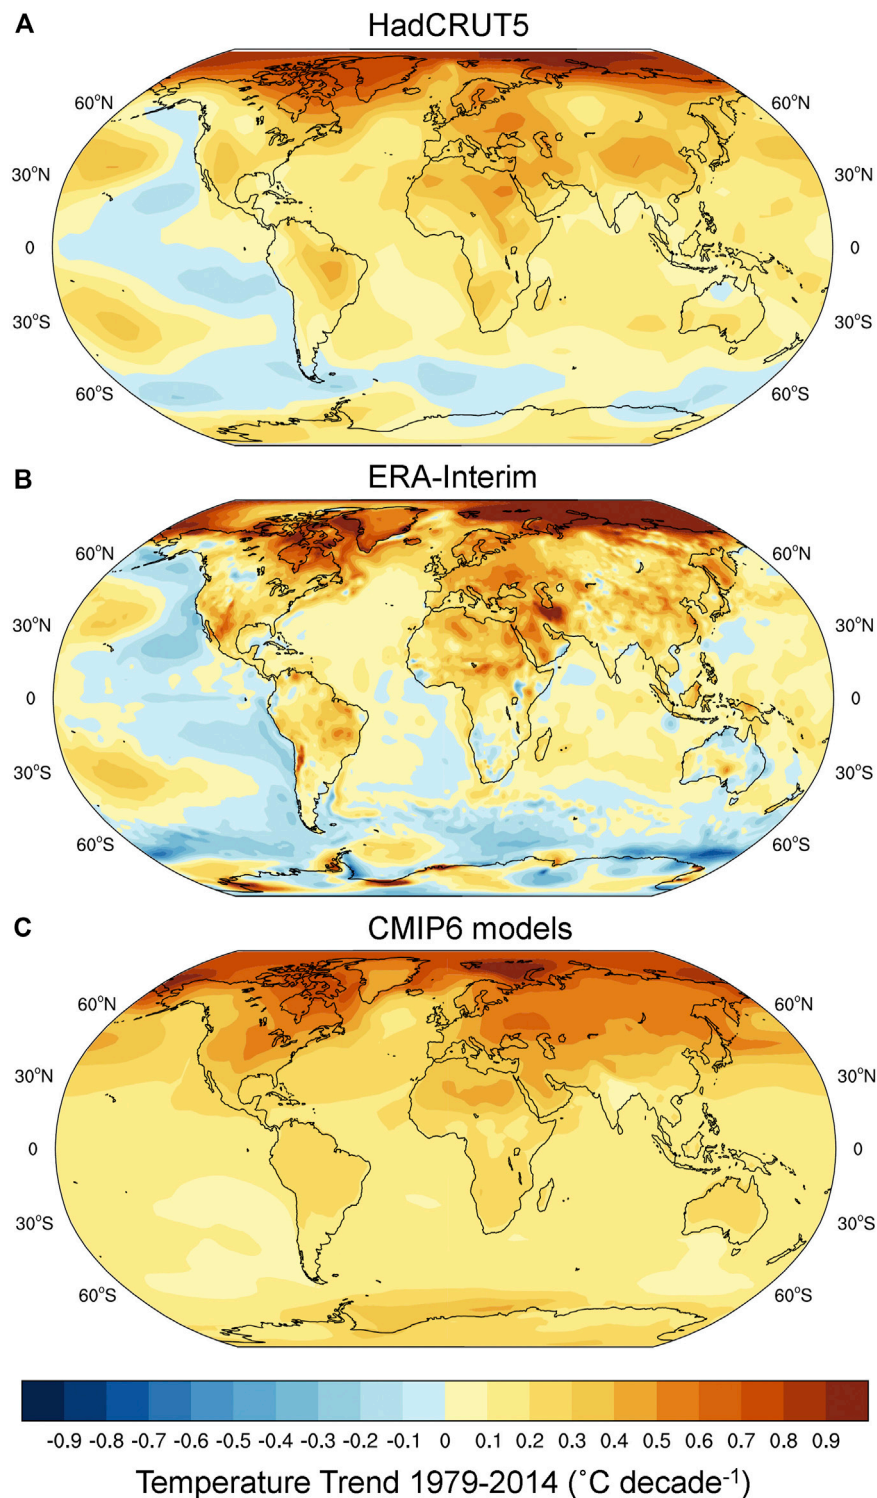 A
HadCRUT5
60°N 60°N
30°N 30°N
0 0
30°S 30°S
60°S 60°S
B
ERA-Interim
60°N 60°N
30°N 30°N
0 0
30°S 30°S
60°S 60°S
C
CMIP6 models
60°N 60°N
30°N 30°N
0 0
30°S 30°S
60°S 60°S
-0.9 -0.8 -0.7 -0.6 -0.5 -0.4 -0.3 -0.2 -0.1 0 0.1 0.2 0.3 0.4 0.5 0.6 0.7 0.8 0.9
Temperature Trend 1979-2014 (˚C decade⁻¹)